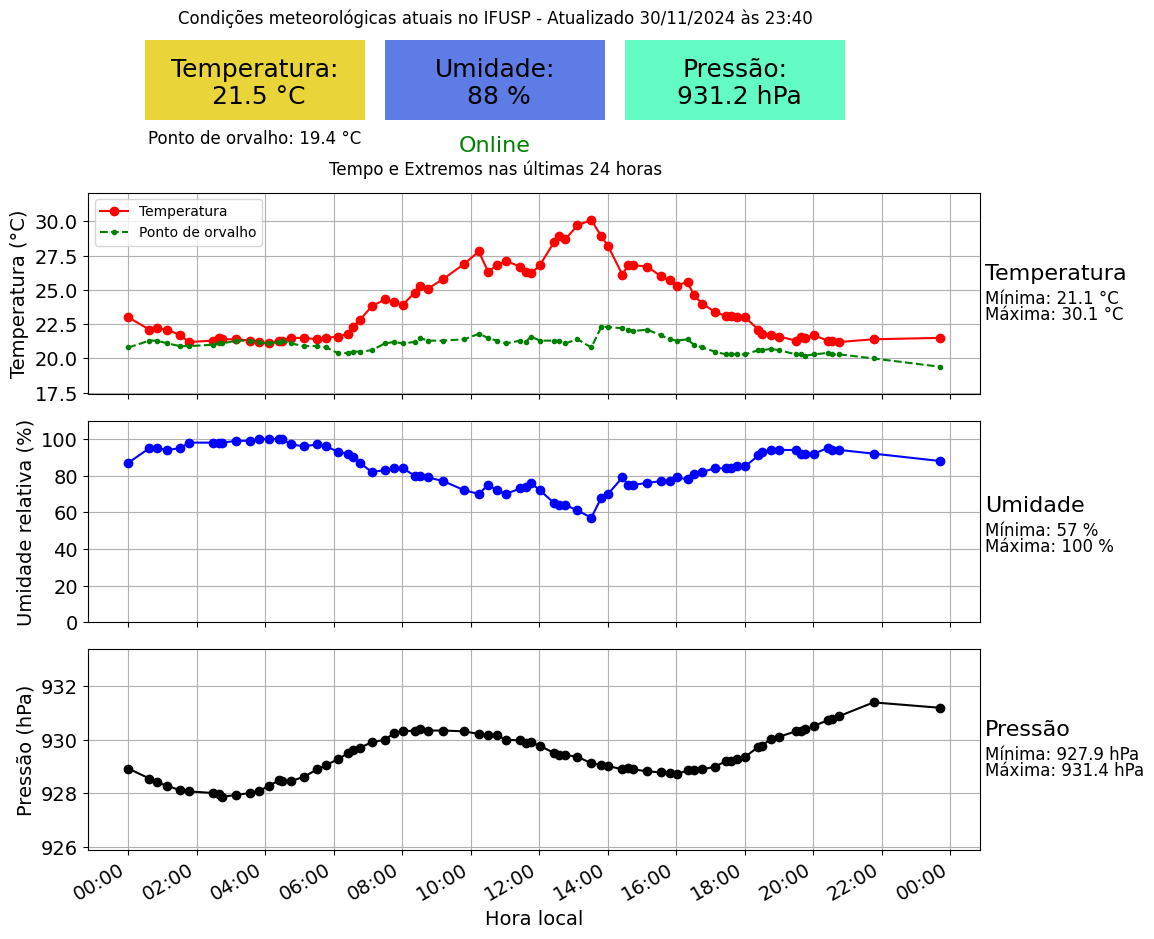 Condições meteorológicas atuais no IFUSP - Atualizado 30/11/2024 às 23:40
Temperatura:
21.5 °C
Umidade:
88 %
Pressão:
931.2 hPa
Ponto de orvalho: 19.4 °C
Online
Tempo e Extremos nas últimas 24 horas
Temperatura (°C)
30.0
27.5
25.0
22.5
20.0
17.5
Temperatura
Ponto de orvalho
Temperatura
Mínima: 21.1 °C
Máxima: 30.1 °C
Umidade relativa (%)
100
80
60
40
20
0
Umidade
Mínima: 57 %
Máxima: 100 %
Pressão (hPa)
932
930
928
926
Pressão
Mínima: 927.9 hPa
Máxima: 931.4 hPa
00:00 02:00 04:00 06:00 08:00 10:00 12:00 14:00 16:00 18:00 20:00 22:00 00:00
Hora local